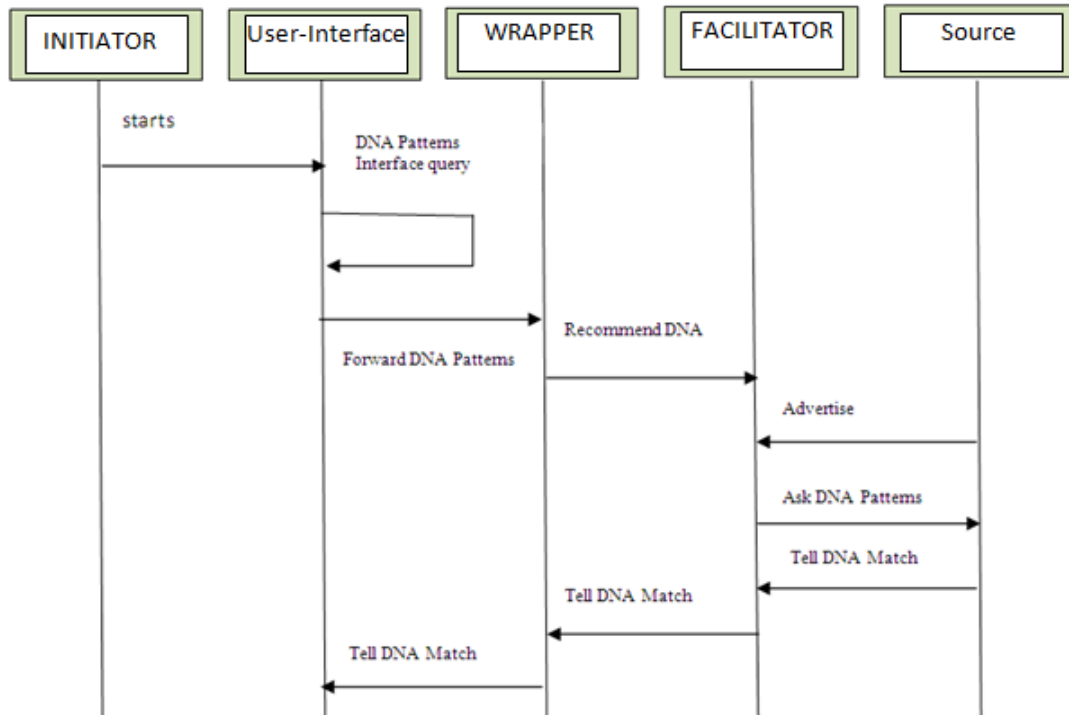 INITIATOR
User-Interface
WRAPPER
FACILITATOR
Source
starts
DNA Patterns
Interface query
Recommend DNA
Forward DNA Patterns
Advertise
Ask DNA Patterns
Tell DNA Match
Tell DNA Match
Tell DNA Match